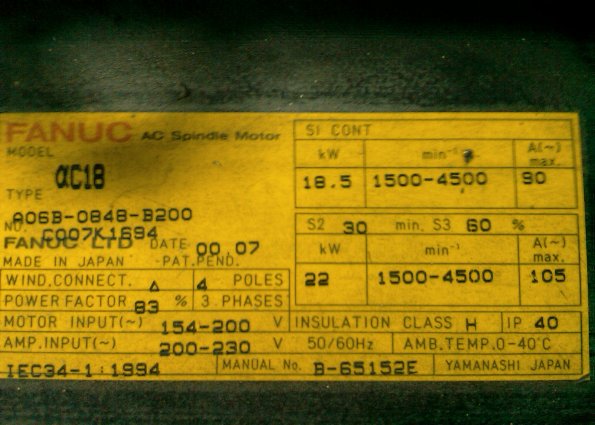 FANUC AC Spindle Motor
MODEL
αC18
TYPE
A06B-0848-B200
NO. C007K1694
FANUC LTD DATE 00.07
MADE IN JAPAN -PAT.PEND.
WIND.CONNECT. Δ 4 POLES
POWER FACTOR 83 % 3 PHASES
S1 CONT
kW min⁻¹ A(~) max.
18.5 1500-4500 90
S2 30 min. S3 60 %
kW min⁻¹ A(~) max.
22 1500-4500 105
MOTOR INPUT(~) 154-200 V INSULATION CLASS H IP 40
AMP.INPUT(~) 200-230 V 50/60Hz AMB.TEMP.0-40°C
IEC34-1:1994 MANUAL No. B-65152E YAMANASHI JAPAN